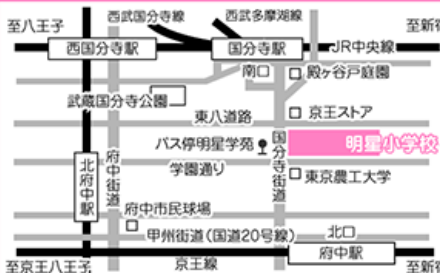 西武国分寺線
西武多摩湖線
至八王子
至新宿
西国分寺駅
国分寺駅
JR中央線
南口
殿ヶ谷戸庭園
武蔵国分寺公園
京王ストア
東八道路
バス停明星学苑
国分寺街道
明星小学校
学園通り
東京農工大学
北府中駅
府中街道
府中市民球場
甲州街道(国道20号線)
北口
府中駅
至京王八王子
京王線
至新